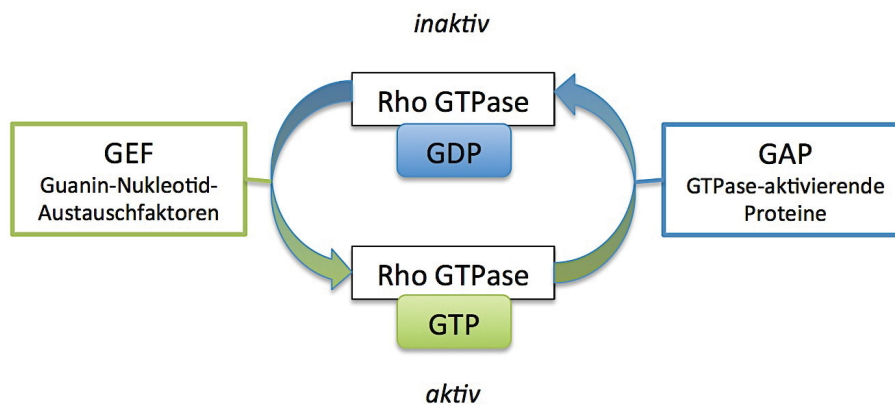 inaktiv
Rho GTPase
GDP
GEF
Guanin-Nukleotid-
Austauschfaktoren
GAP
GTPase-aktivierende
Proteine
Rho GTPase
GTP
aktiv